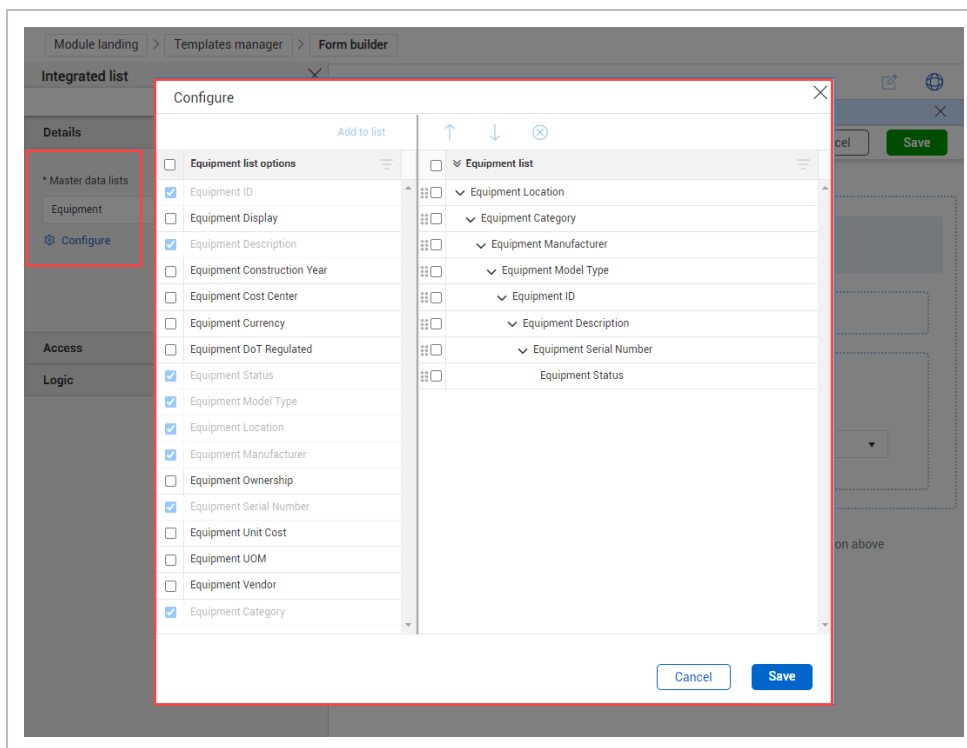 Module landing > Templates manager > Form builder
Integrated list
Details
* Master data lists
Equipment
Configure
Access
Logic
cel
Save
on above
Configure
Add to list
Equipment list options
Equipment ID
Equipment Display
Equipment Description
Equipment Construction Year
Equipment Cost Center
Equipment Currency
Equipment DoT Regulated
Equipment Status
Equipment Model Type
Equipment Location
Equipment Manufacturer
Equipment Ownership
Equipment Serial Number
Equipment Unit Cost
Equipment UOM
Equipment Vendor
Equipment Category
Equipment list
Equipment Location
Equipment Category
Equipment Manufacturer
Equipment Model Type
Equipment ID
Equipment Description
Equipment Serial Number
Equipment Status
Cancel
Save